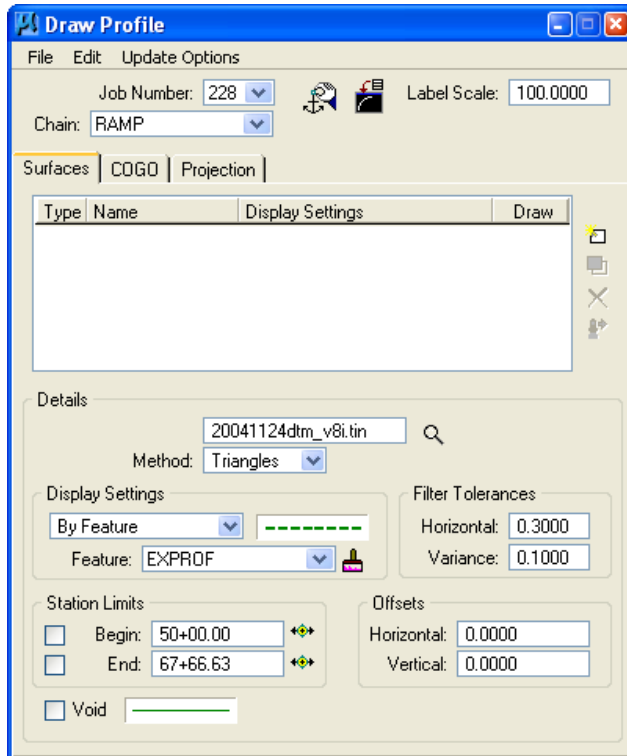 Draw Profile
File Edit Update Options
Job Number: 228 Label Scale: 100.0000
Chain: RAMP
Surfaces COGO Projection
Type Name Display Settings Draw
Details
20041124dtm_v8i.tin
Method: Triangles
Display Settings Filter Tolerances
By Feature Horizontal: 0.3000
Feature: EXPROF Variance: 0.1000
Station Limits Offsets
Begin: 50+00.00 Horizontal: 0.0000
End: 67+66.63 Vertical: 0.0000
Void